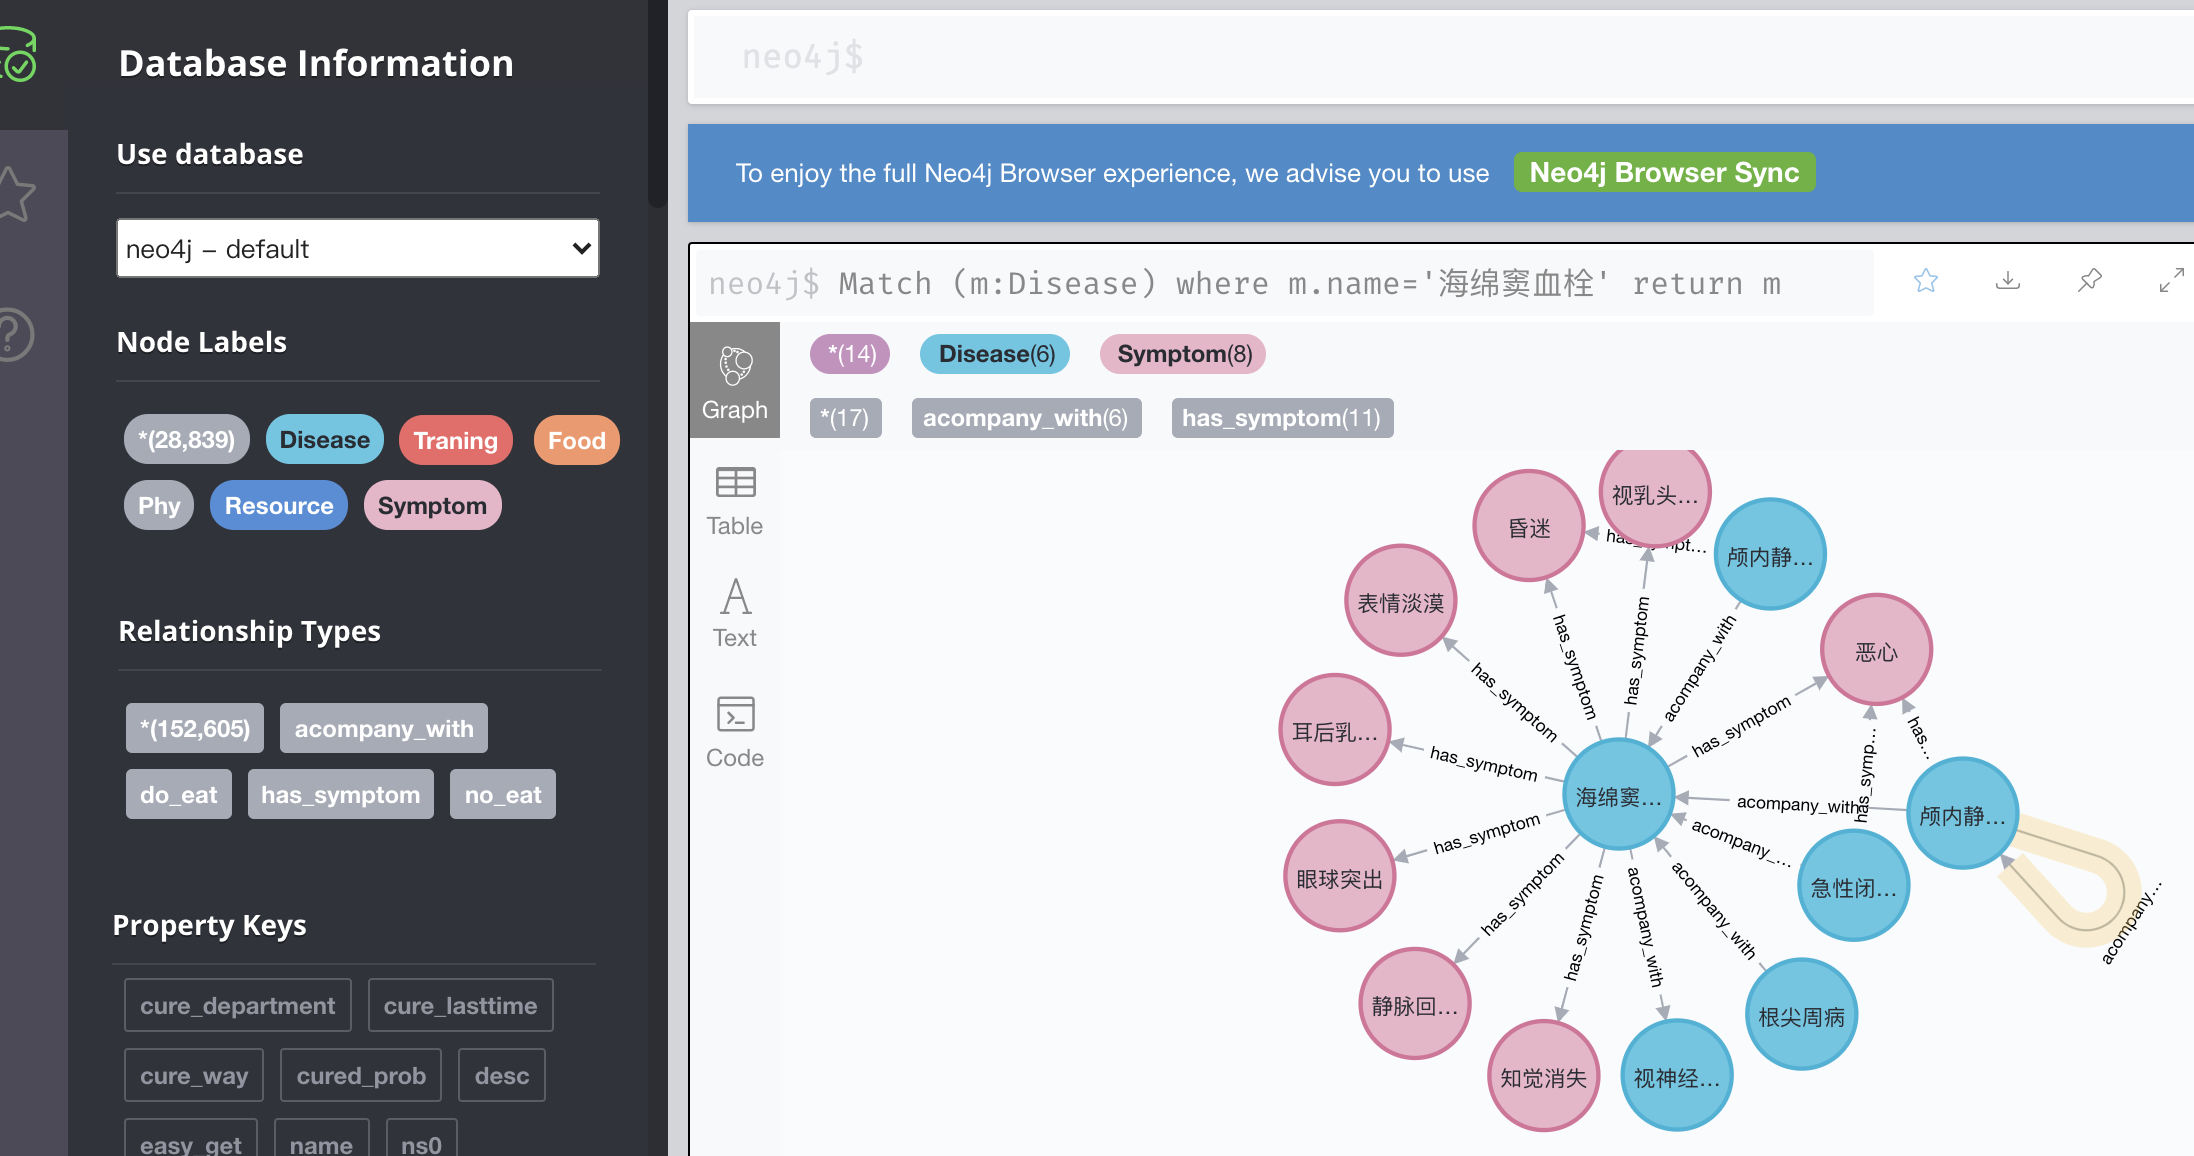 Database Information
Use database
neo4j – default
Node Labels
*(28,839) Disease Traning Food
Phy Resource Symptom
Relationship Types
*(152,605) acompany_with
do_eat has_symptom no_eat
Property Keys
cure_department cure_lasttime
cure_way cured_prob desc
easy_get name ns0
neo4j$
To enjoy the full Neo4j Browser experience, we advise you to use Neo4j Browser Sync
neo4j$ Match (m:Disease) where m.name='海绵窦血栓' return m
Graph
Table
Text
Code
*(14) Disease(6) Symptom(8)
*(17) acompany_with(6) has_symptom(11)
视乳头...
昏迷
颅内静...
表情淡漠
恶心
耳后乳...
海绵窦...
颅内静...
眼球突出
急性闭...
静脉回...
根尖周病
知觉消失
视神经...
has_symptom
has_symptom
acompany_with
has_symptom
has_symptom
has_symptom
has_symptom
has_symptom
has_symptom
acompany_with
acompany_with
acompany_with
acompany_...
has_symp...
has...
acompany...